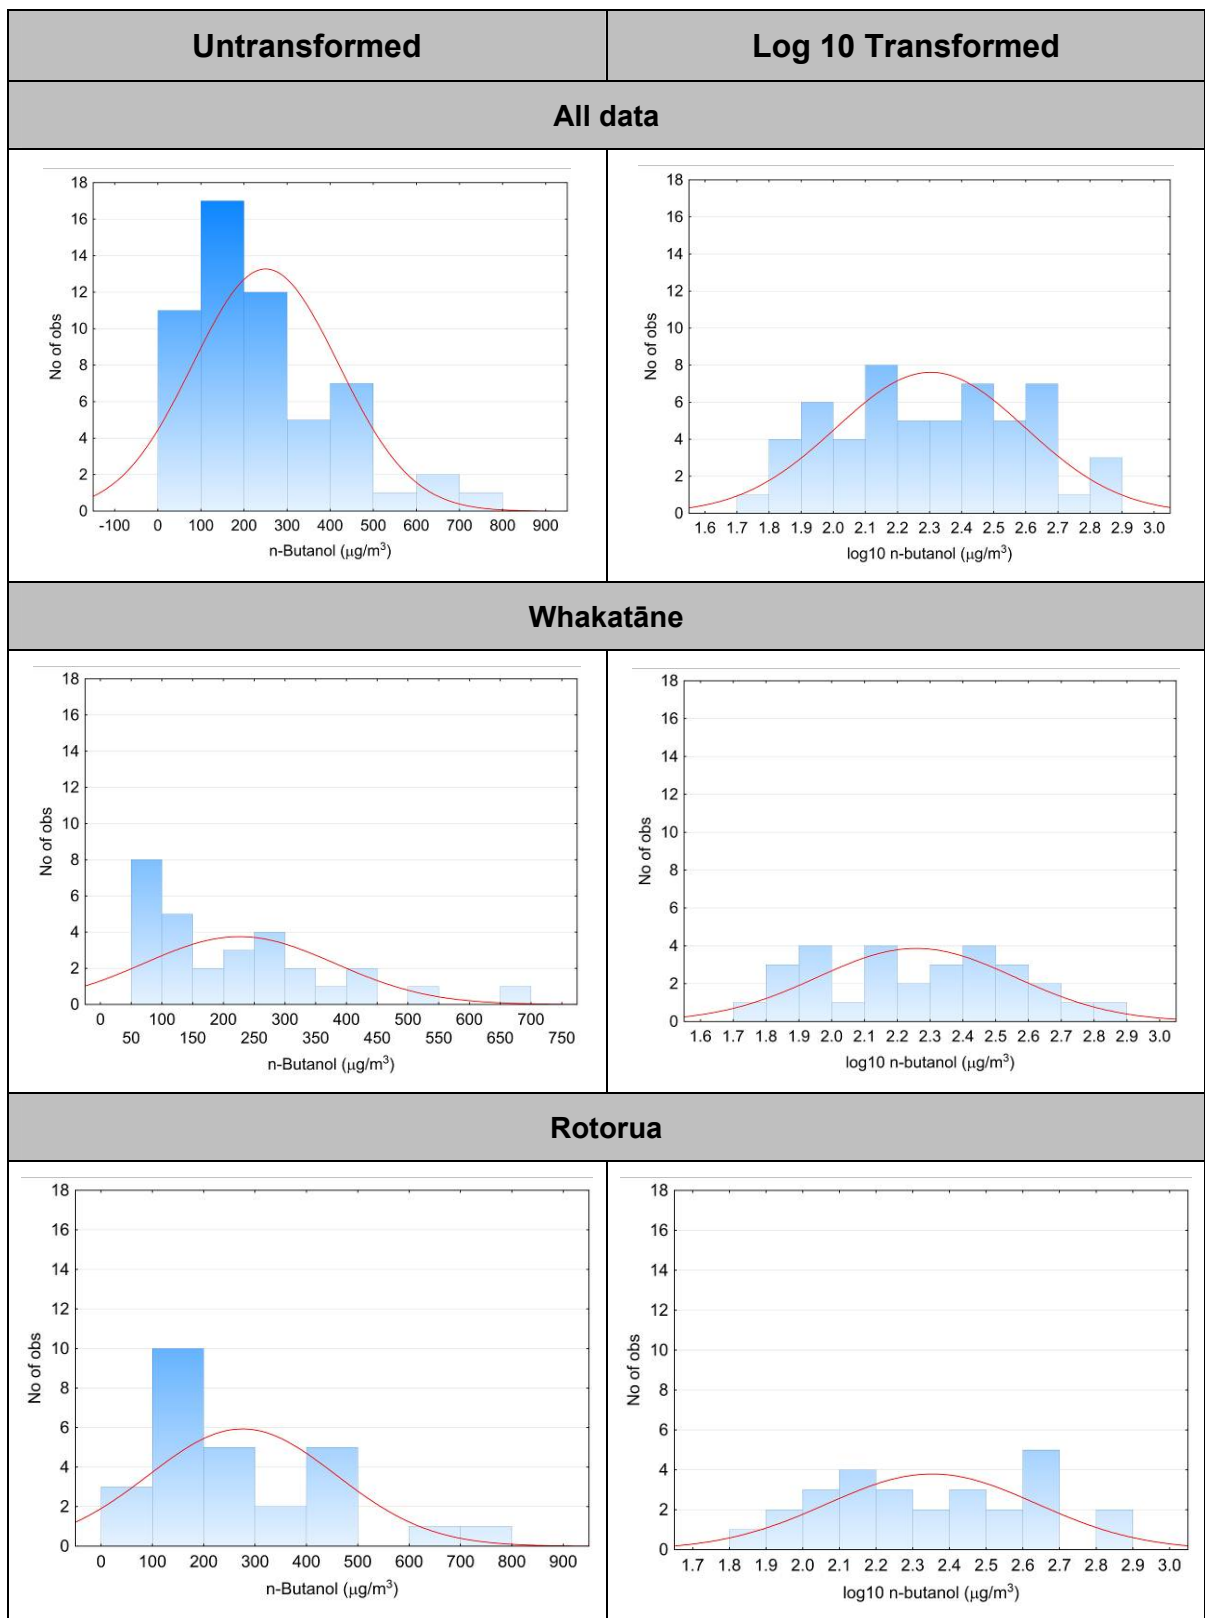 Untransformed
Log 10 Transformed
All data
18
16
14
12
10
8
6
4
2
0
No of obs
-100 0 100 200 300 400 500 600 700 800 900
n-Butanol (µg/m³)
18
16
14
12
10
8
6
4
2
0
No of obs
1.6 1.7 1.8 1.9 2.0 2.1 2.2 2.3 2.4 2.5 2.6 2.7 2.8 2.9 3.0
log10 n-butanol (µg/m³)
Whakatāne
18
16
14
12
10
8
6
4
2
0
No of obs
0 100 200 300 400 500 600 700
50 150 250 350 450 550 650 750
n-Butanol (µg/m³)
18
16
14
12
10
8
6
4
2
0
No of obs
1.6 1.7 1.8 1.9 2.0 2.1 2.2 2.3 2.4 2.5 2.6 2.7 2.8 2.9 3.0
log10 n-butanol (µg/m³)
Rotorua
18
16
14
12
10
8
6
4
2
0
No of obs
0 100 200 300 400 500 600 700 800 900
n-Butanol (µg/m³)
18
16
14
12
10
8
6
4
2
0
No of obs
1.7 1.8 1.9 2.0 2.1 2.2 2.3 2.4 2.5 2.6 2.7 2.8 2.9 3.0
log10 n-butanol (µg/m³)